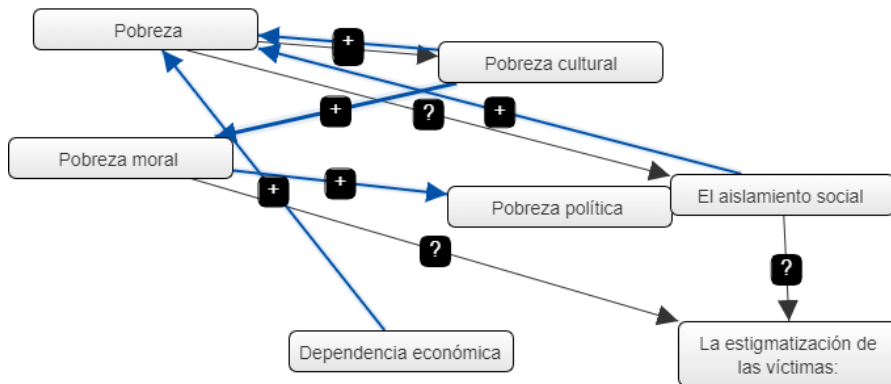 Pobreza
+
Pobreza cultural
+
?
+
Pobreza moral
+
+
Pobreza política
El aislamiento social
?
?
Dependencia económica
La estigmatización de
las víctimas: